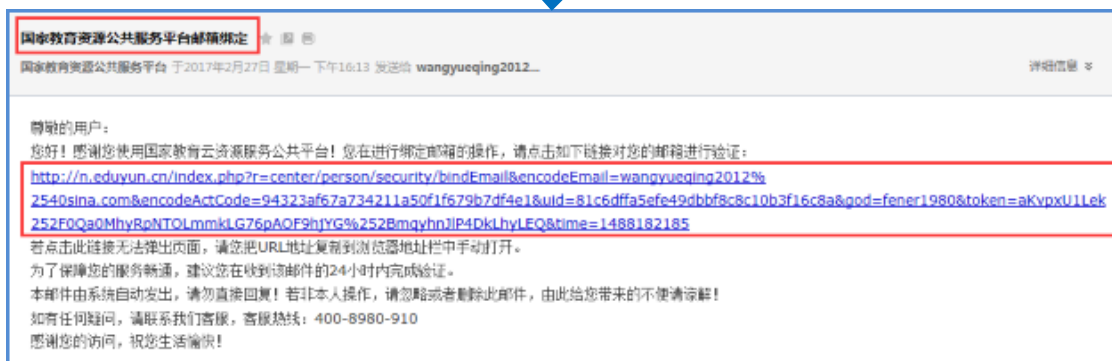 国家教育资源公共服务平台邮箱绑定
国家教育资源公共服务平台 于2017年2月27日 星期一 下午16:13 发送给 wangyueqing2012...
详细信息
尊敬的用户：
您好！感谢您使用国家教育云资源服务公共平台！您在进行绑定邮箱的操作，请点击如下链接对您的邮箱进行验证：
http://n.eduyun.cn/index.php?r=center/person/security/bindEmail&encodeEmail=wangyueqing2012%
2540sina.com&encodeActCode=94323af67a734211a50f1f679b7df4e1&uid=81c6dffa5efe49dbbf8c8c10b3f16c8a&god=fener1980&token=aKvpxU1Lek
252F0Qa0MhyRpNTOLmmkLG76pAOF9hJYG%252BmqyhnJlP4DkLhyLEQ&time=1488182185
若点击此链接无法弹出页面，请您把URL地址复制到浏览器地址栏中手动打开。
为了保障您的服务畅通，建议您在收到该邮件的24小时内完成验证。
本邮件由系统自动发出，请勿直接回复！若非本人操作，请忽略或者删除此邮件，由此给您带来的不便请谅解！
如有任何疑问，请联系我们客服，客服热线：400-8980-910
感谢您的访问，祝您生活愉快！